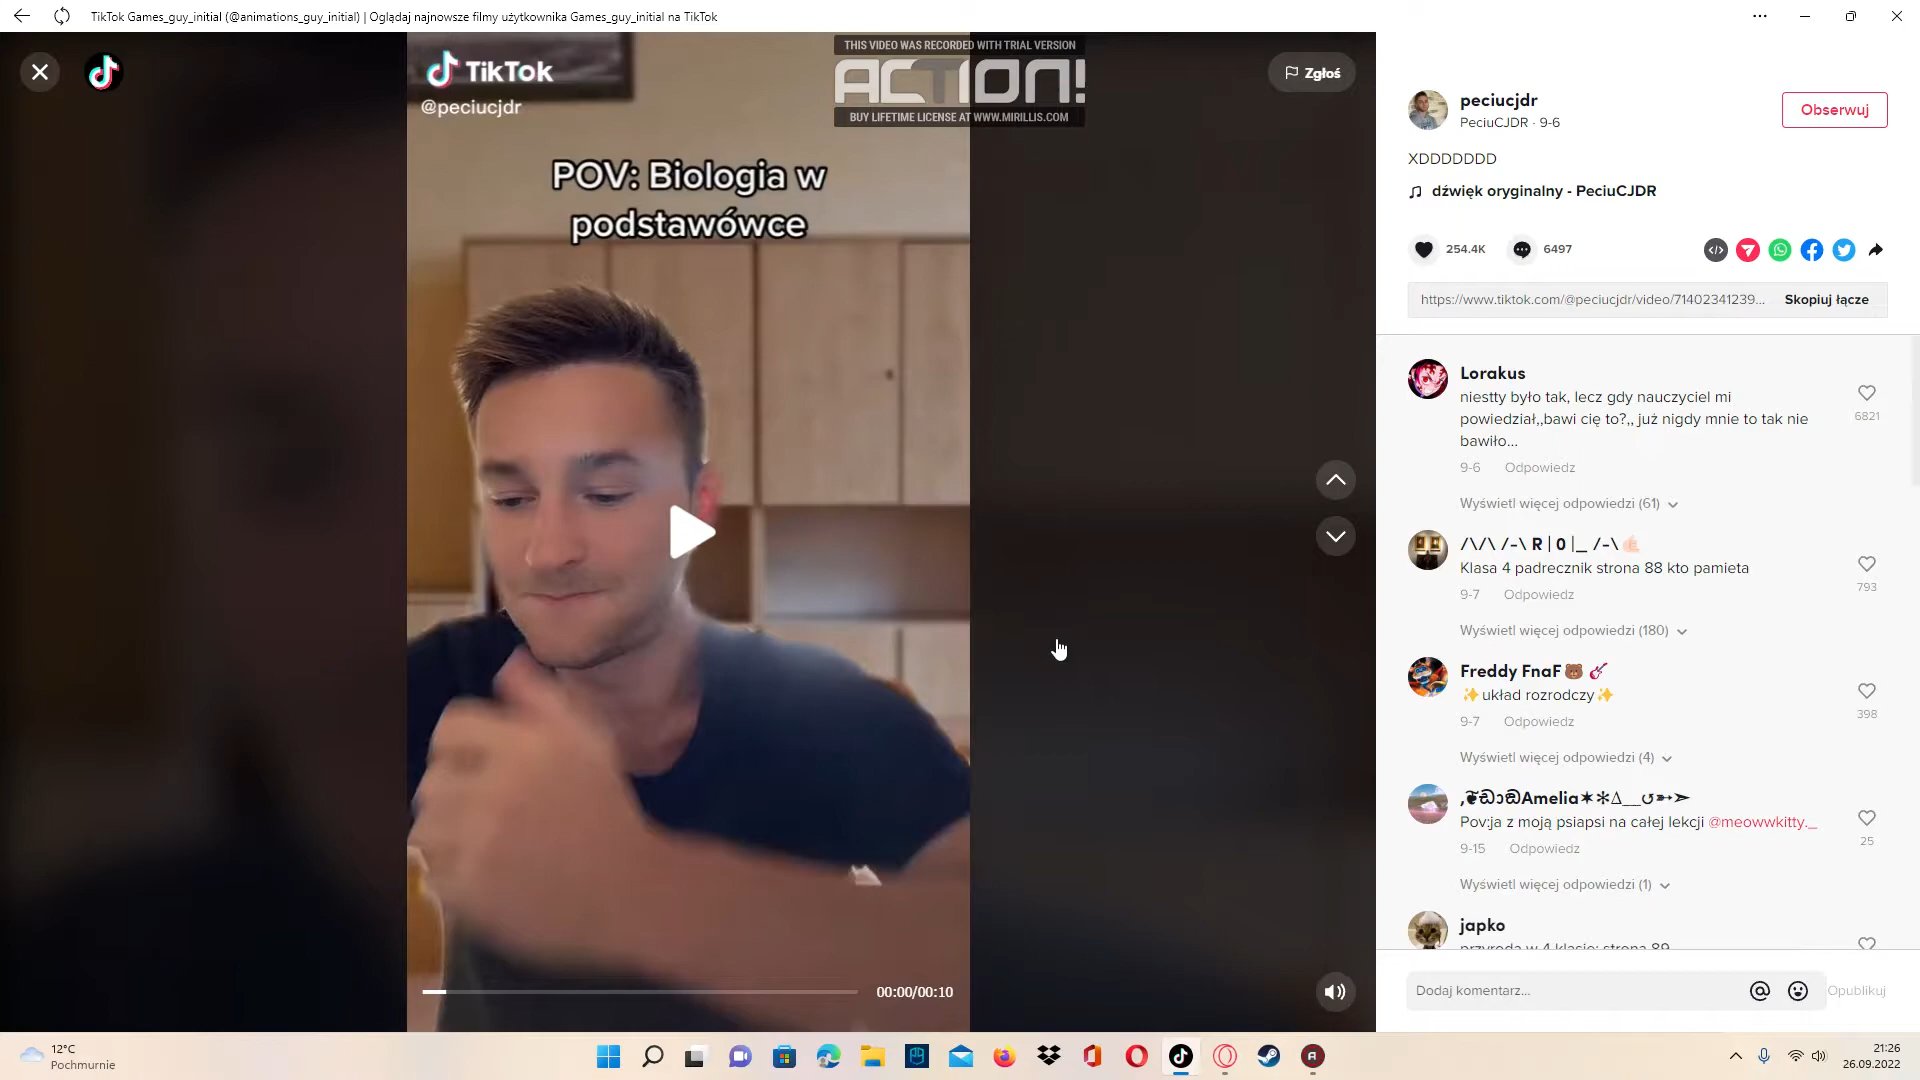 TikTok Games_guy_initial (@animations_guy_initial) | Oglądaj najnowsze filmy użytkownika Games_guy_initial na TikTok
TikTok
@peciucjdr
THIS VIDEO WAS RECORDED WITH TRIAL VERSION
ACTION!
BUY LIFETIME LICENSE AT WWW.MIRILLIS.COM
Zgłoś
POV: Biologia w
podstawówce
00:00/00:10
peciucjdr
PeciuCJDR · 9-6
Obserwuj
XDDDDDDD
dźwięk oryginalny - PeciuCJDR
254.4K
6497
https://www.tiktok.com/@peciucjdr/video/71402341239...
Skopiuj łącze
Lorakus
niestty było tak, lecz gdy nauczyciel mi
powiedział,,bawi cię to?,, już nigdy mnie to tak nie
bawiło...
6821
9-6 Odpowiedz
Wyświetl więcej odpowiedzi (61)
/\/\ /-\ R | 0 |_ /-\
Klasa 4 padrecznik strona 88 kto pamieta
793
9-7 Odpowiedz
Wyświetl więcej odpowiedzi (180)
Freddy FnaF🐻🎸
✨układ rozrodczy✨
398
9-7 Odpowiedz
Wyświetl więcej odpowiedzi (4)
Amelia
Pov:ja z moją psiapsi na całej lekcji @meowwkitty._
25
9-15 Odpowiedz
Wyświetl więcej odpowiedzi (1)
japko
przyroda w 4 klasie: strona 89
Dodaj komentarz...
Opublikuj
12°C
Pochmurnie
21:26
26.09.2022